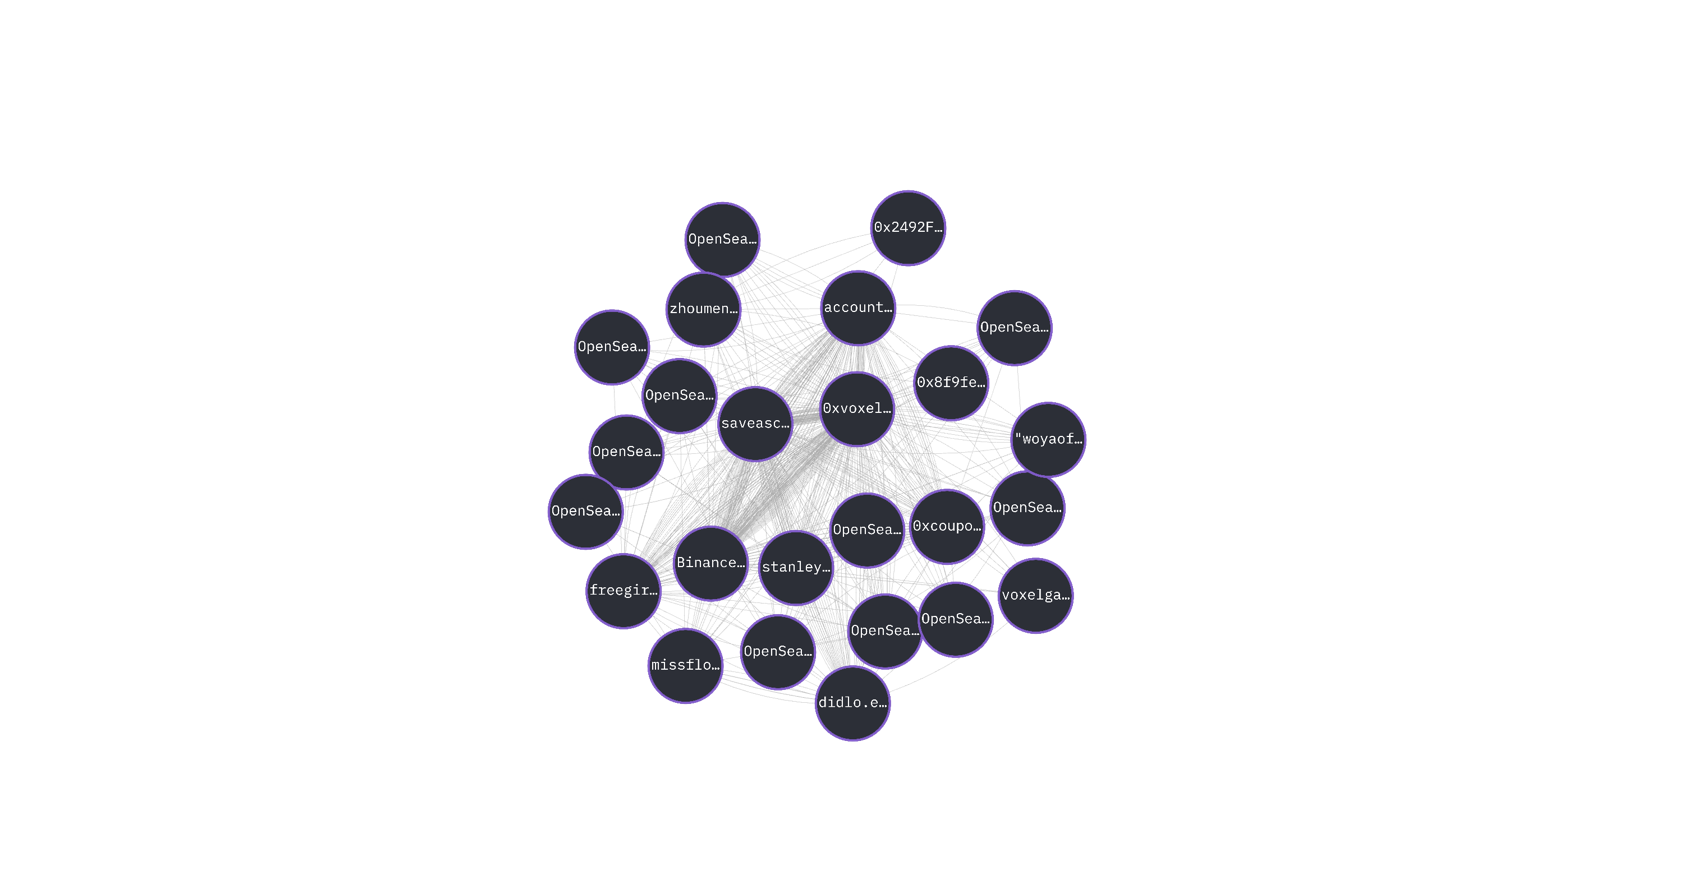 0x2492F…
OpenSea…
account…
zhoumen…
OpenSea…
OpenSea…
0x8f9fe…
OpenSea…
0xvoxel…
saveasc…
"woyaof…
OpenSea…
OpenSea…
OpenSea…
0xcoupo…
OpenSea…
Binance…
stanley…
freegir…
voxelga…
OpenSea…
OpenSea…
OpenSea…
missflo…
didlo.e…